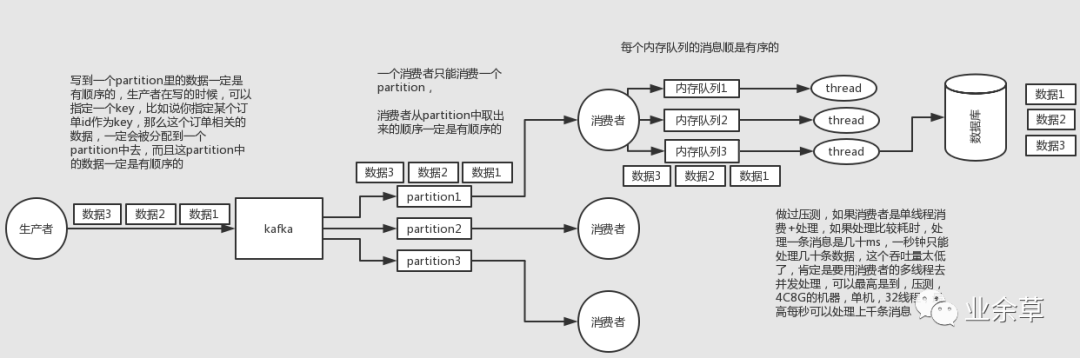 每个内存队列的消息顺是有序的
写到一个partition里的数据一定是
有顺序的，生产者在写的时候，可以
指定一个key，比如说你指定某个订
单id作为key，那么这个订单相关的
数据，一定会被分配到一个
partition中去，而且这partition中
的数据一定是有顺序的
一个消费者只能消费一个
partition，
消费者从partition中取出
来的顺序一定是有顺序的
生产者
数据3 数据2 数据1
kafka
数据3 数据2 数据1
partition1
partition2
partition3
消费者
消费者
消费者
内存队列1 thread
内存队列2 thread
内存队列3 thread
数据3 数据2 数据1
数据库
数据1
数据2
数据3
做过压测，如果消费者是单线程消
费+处理，如果处理比较耗时，处
理一条消息是几十ms，一秒钟只能
处理几十条数据，这个吞吐量太低
了，肯定是要用消费者的多线程去
并发处理，可以最高是到，压测，
4C8G的机器，单机，32线程
高每秒可以处理上千条消息
业余草